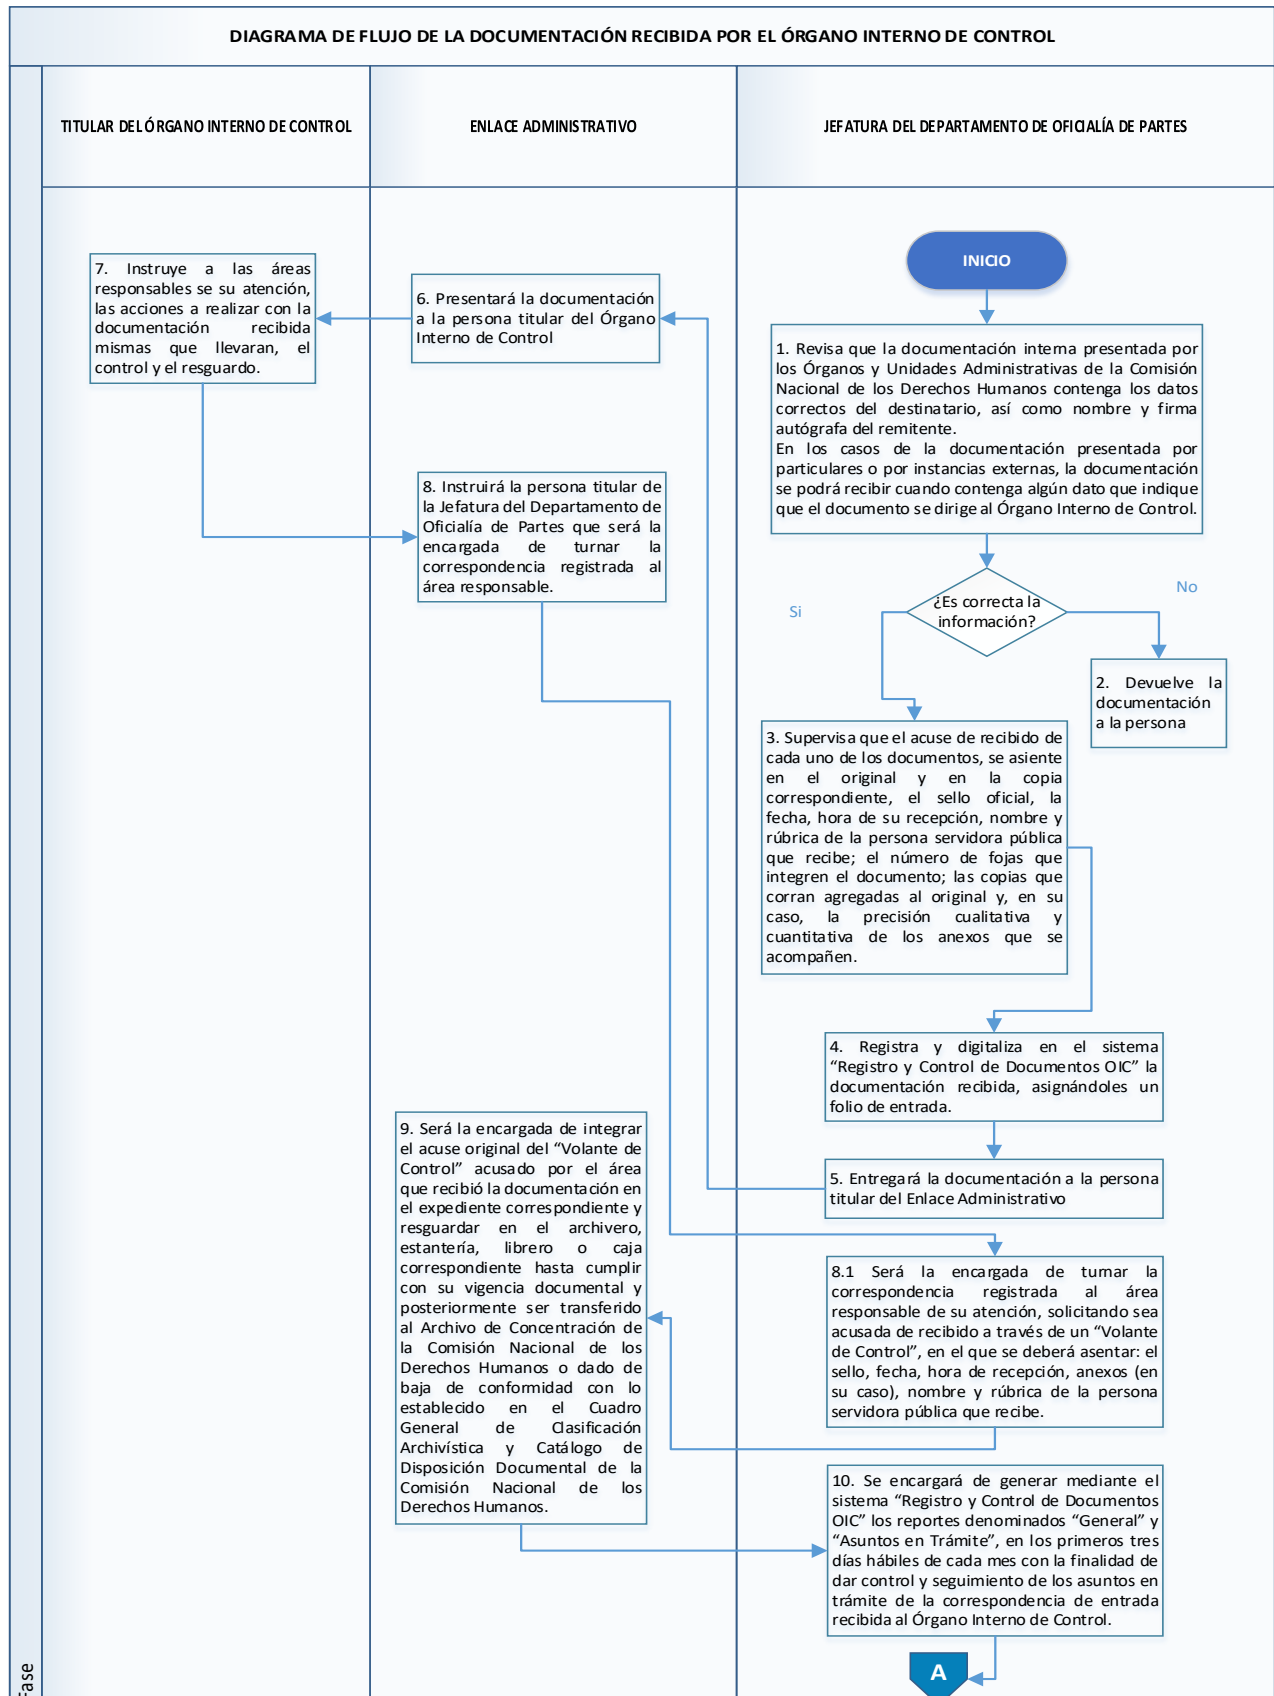 DIAGRAMA DE FLUJO DE LA DOCUMENTACIÓN RECIBIDA POR EL ÓRGANO INTERNO DE CONTROL
TITULAR DEL ÓRGANO INTERNO DE CONTROL
ENLACE ADMINISTRATIVO
JEFATURA DEL DEPARTAMENTO DE OFICIALÍA DE PARTES
INICIO
1. Revisa que la documentación interna presentada por
los Órganos y Unidades Administrativas de la Comisión
Nacional de los Derechos Humanos contenga los datos
correctos del destinatario, así como nombre y firma
autógrafa del remitente.
En los casos de la documentación presentada por
particulares o por instancias externas, la documentación
se podrá recibir cuando contenga algún dato que indique
que el documento se dirige al Órgano Interno de Control.
¿Es correcta la
información?
Si
No
2. Devuelve la
documentación
a la persona
3. Supervisa que el acuse de recibido de
cada uno de los documentos, se asiente
en el original y en la copia
correspondiente, el sello oficial, la
fecha, hora de su recepción, nombre y
rúbrica de la persona servidora pública
que recibe; el número de fojas que
integren el documento; las copias que
corran agregadas al original y, en su
caso, la precisión cualitativa y
cuantitativa de los anexos que se
acompañen.
4. Registra y digitaliza en el sistema
“Registro y Control de Documentos OIC” la
documentación recibida, asignándoles un
folio de entrada.
5. Entregará la documentación a la persona
titular del Enlace Administrativo
6. Presentará la documentación
a la persona titular del Órgano
Interno de Control
7. Instruye a las áreas
responsables se su atención,
las acciones a realizar con la
documentación recibida
mismas que llevaran, el
control y el resguardo.
8. Instruirá la persona titular de
la Jefatura del Departamento de
Oficialía de Partes que será la
encargada de turnar la
correspondencia registrada al
área responsable.
8.1 Será la encargada de turnar la
correspondencia registrada al área
responsable de su atención, solicitando sea
acusada de recibido a través de un “Volante
de Control”, en el que se deberá asentar: el
sello, fecha, hora de recepción, anexos (en
su caso), nombre y rúbrica de la persona
servidora pública que recibe.
9. Será la encargada de integrar
el acuse original del “Volante de
Control” acusado por el área
que recibió la documentación en
el expediente correspondiente y
resguardar en el archivero,
estantería, librero o caja
correspondiente hasta cumplir
con su vigencia documental y
posteriormente ser transferido
al Archivo de Concentración de
la Comisión Nacional de los
Derechos Humanos o dado de
baja de conformidad con lo
establecido en el Cuadro
General de Clasificación
Archivística y Catálogo de
Disposición Documental de la
Comisión Nacional de los
Derechos Humanos.
10. Se encargará de generar mediante el
sistema “Registro y Control de Documentos
OIC” los reportes denominados “General” y
“Asuntos en Trámite”, en los primeros tres
días hábiles de cada mes con la finalidad de
dar control y seguimiento de los asuntos en
trámite de la correspondencia de entrada
recibida al Órgano Interno de Control.
A
Fase